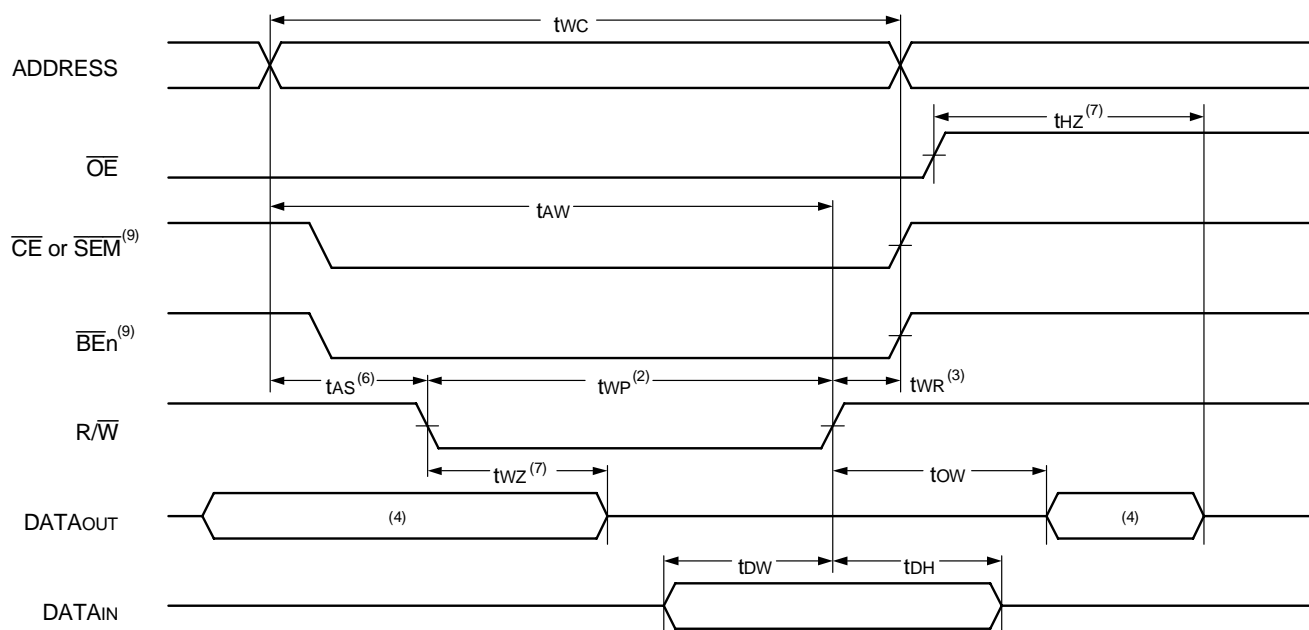 tWC
ADDRESS
tHZ(7)
OE
tAW
CE or SEM(9)
BEn(9)
tAS(6)
tWP(2)
tWR(3)
R/W
tWZ(7)
tOW
DATAOUT
(4)
(4)
tDW
tDH
DATAIN